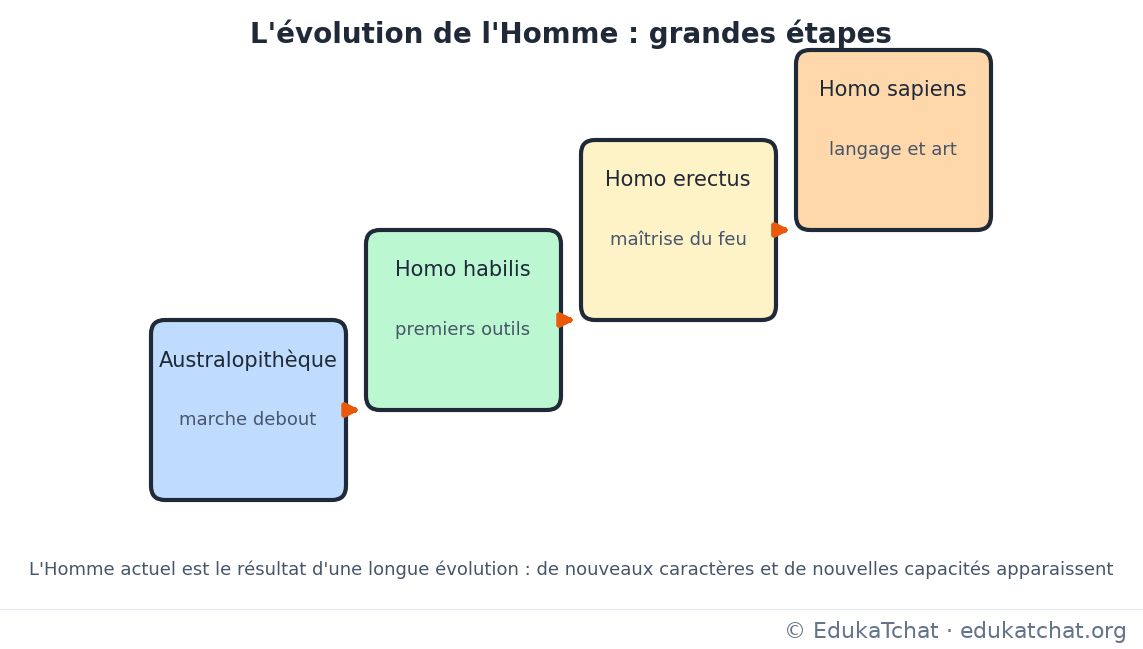 L'évolution de l'Homme : grandes étapes
Homo sapiens
langage et art
Homo erectus
maîtrise du feu
Homo habilis
premiers outils
Australopithèque
marche debout
L'Homme actuel est le résultat d'une longue évolution : de nouveaux caractères et de nouvelles capacités apparaissent
© EdukaTchat · edukatchat.org